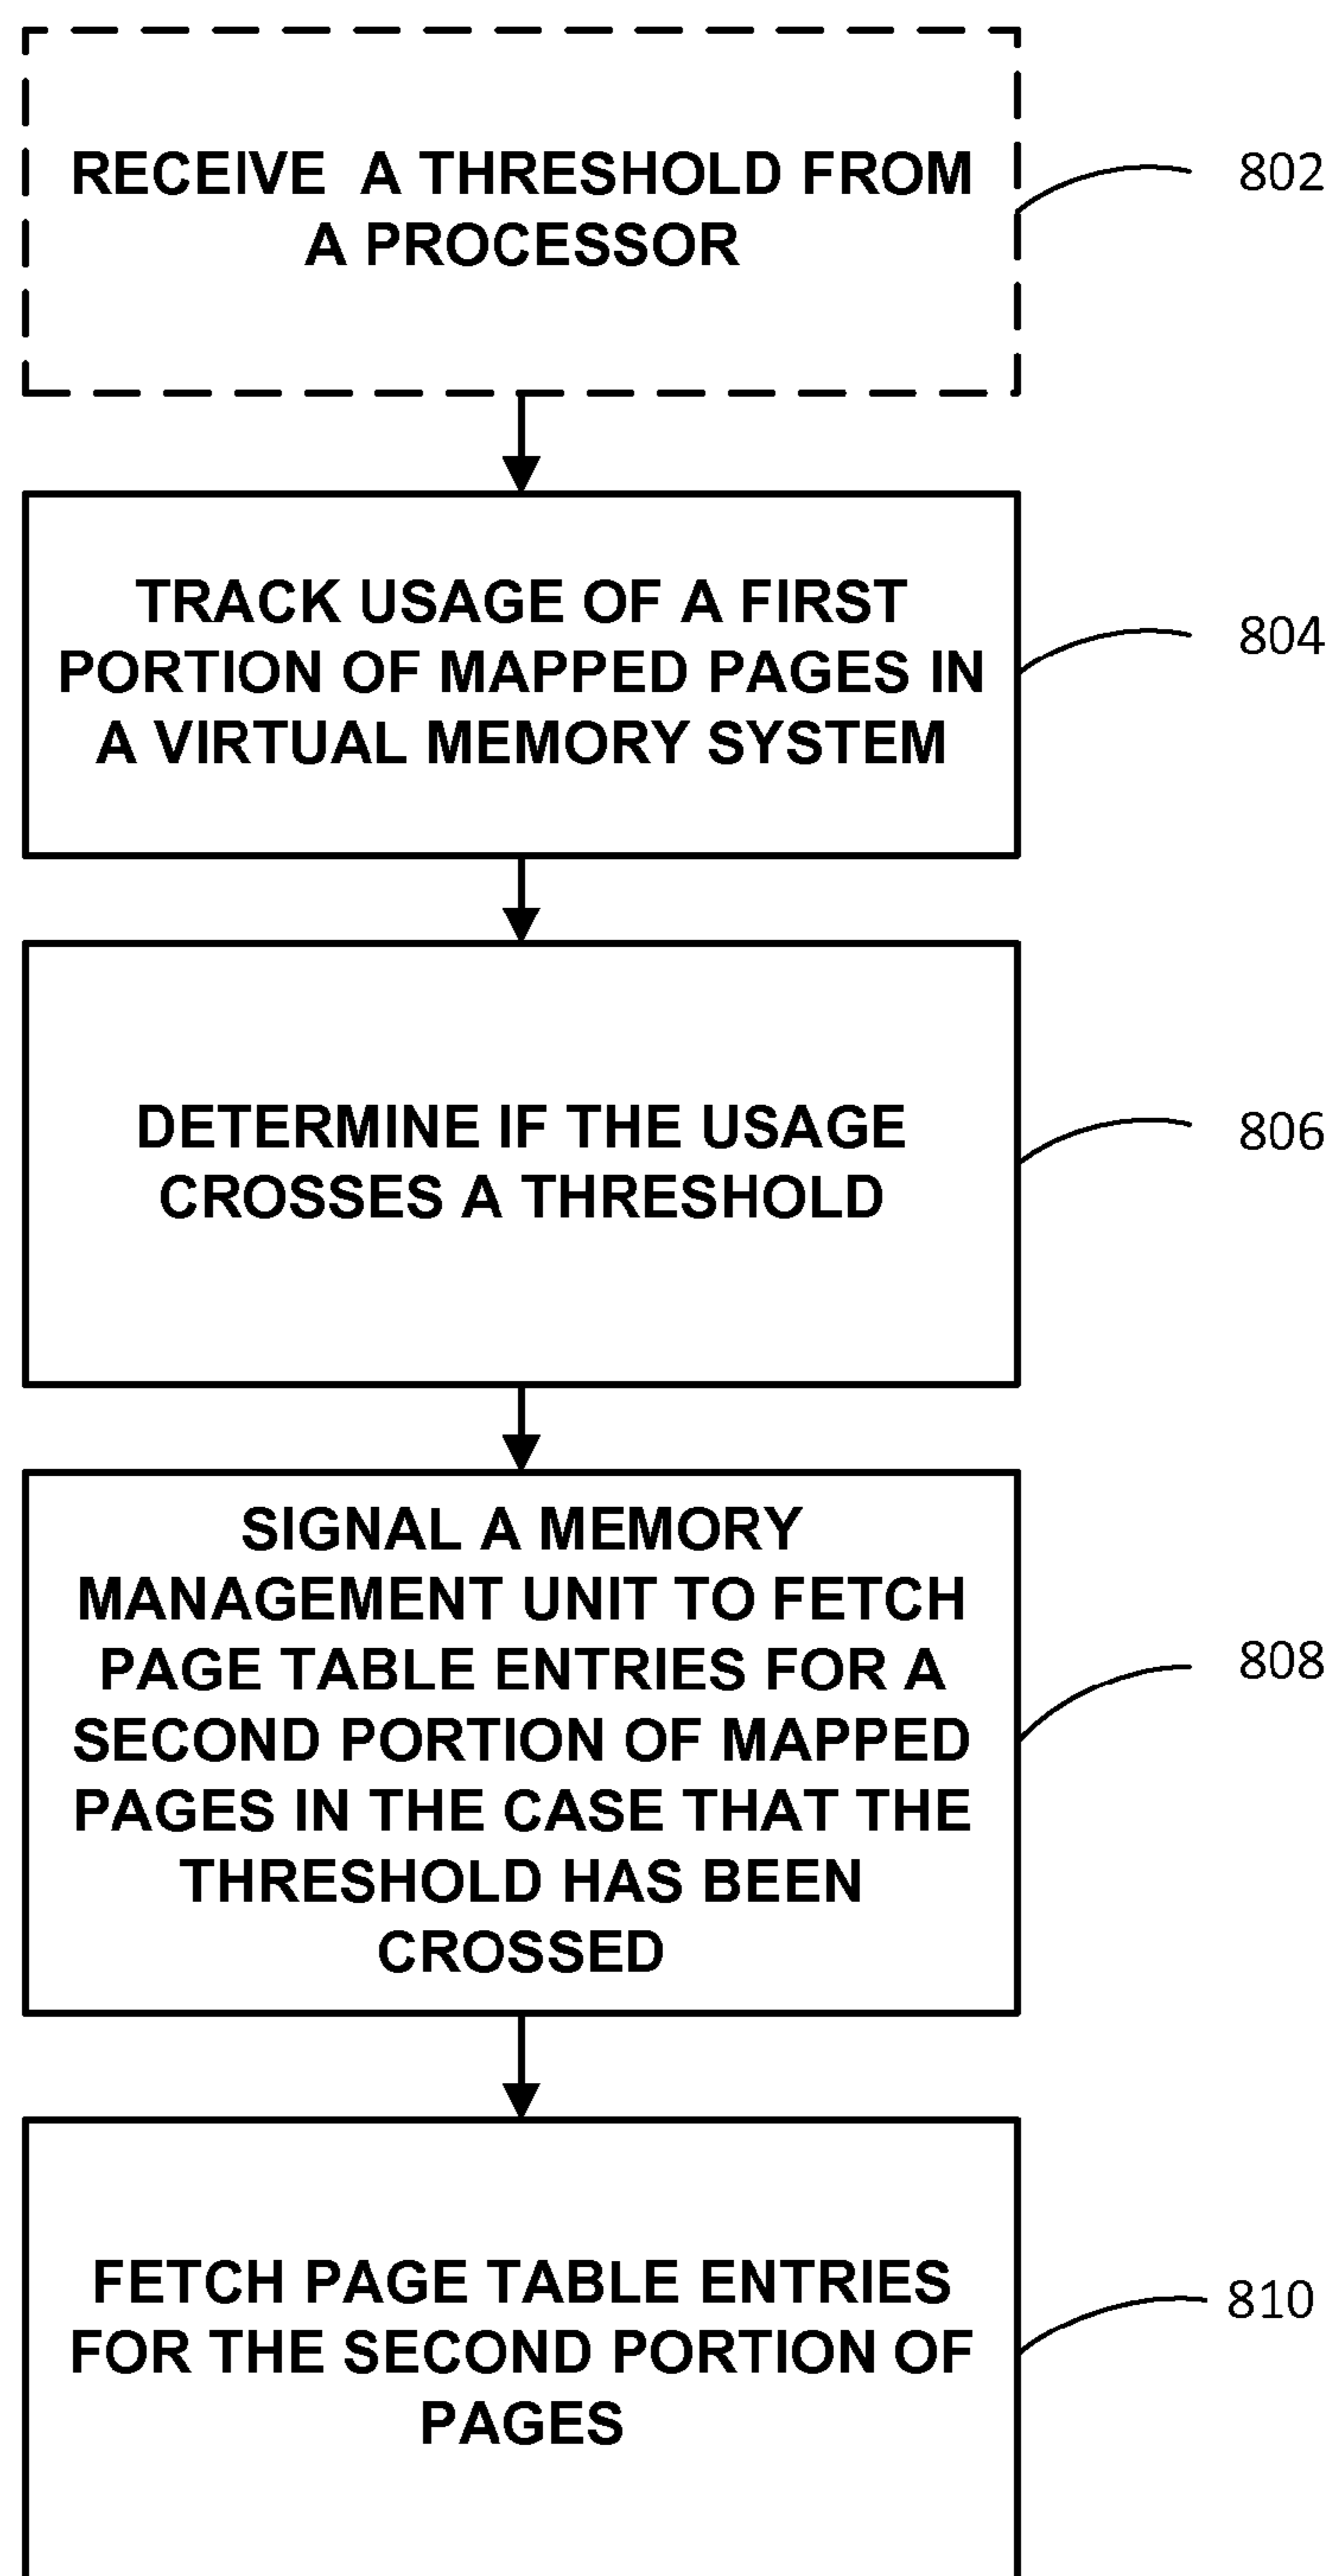 RECEIVE A THRESHOLD FROM
A PROCESSOR
802
TRACK USAGE OF A FIRST
PORTION OF MAPPED PAGES IN
A VIRTUAL MEMORY SYSTEM
804
DETERMINE IF THE USAGE
CROSSES A THRESHOLD
806
SIGNAL A MEMORY
MANAGEMENT UNIT TO FETCH
PAGE TABLE ENTRIES FOR A
SECOND PORTION OF MAPPED
PAGES IN THE CASE THAT THE
THRESHOLD HAS BEEN
CROSSED
808
FETCH PAGE TABLE ENTRIES
FOR THE SECOND PORTION OF
PAGES
810